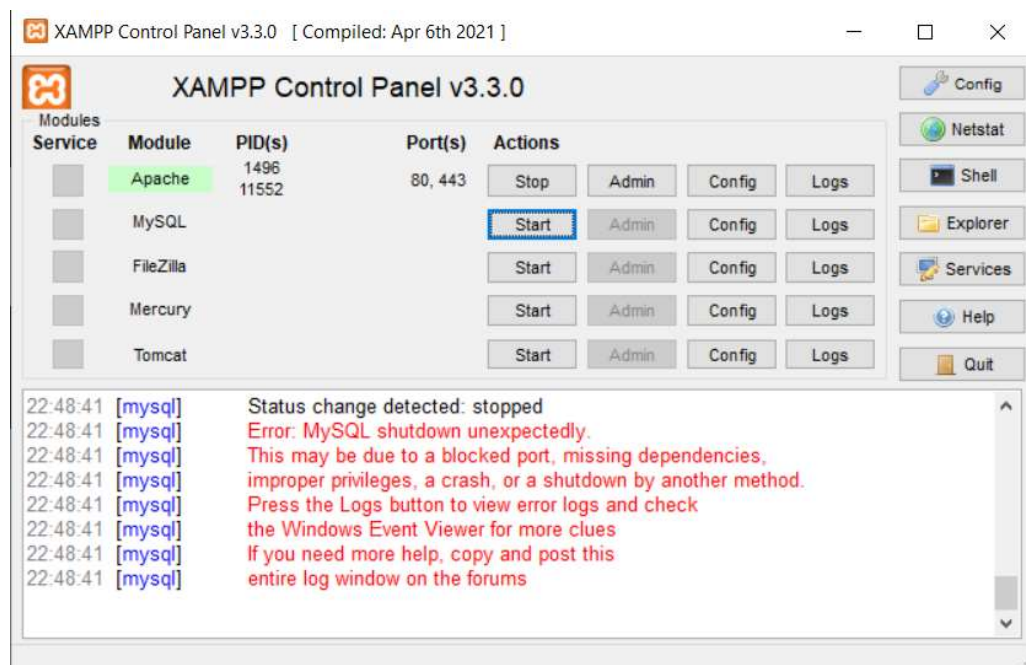 XAMPP Control Panel v3.3.0 [ Compiled: Apr 6th 2021 ]
XAMPP Control Panel v3.3.0
Config
Modules
Netstat
Service Module PID(s) Port(s) Actions
Apache 1496 11552 80, 443 Stop Admin Config Logs
Shell
MySQL Start Admin Config Logs
Explorer
FileZilla Start Admin Config Logs
Services
Mercury Start Admin Config Logs
Help
Tomcat Start Admin Config Logs
Quit
22:48:41 [mysql] Status change detected: stopped
22:48:41 [mysql] Error: MySQL shutdown unexpectedly.
22:48:41 [mysql] This may be due to a blocked port, missing dependencies,
22:48:41 [mysql] improper privileges, a crash, or a shutdown by another method.
22:48:41 [mysql] Press the Logs button to view error logs and check
22:48:41 [mysql] the Windows Event Viewer for more clues
22:48:41 [mysql] If you need more help, copy and post this
22:48:41 [mysql] entire log window on the forums